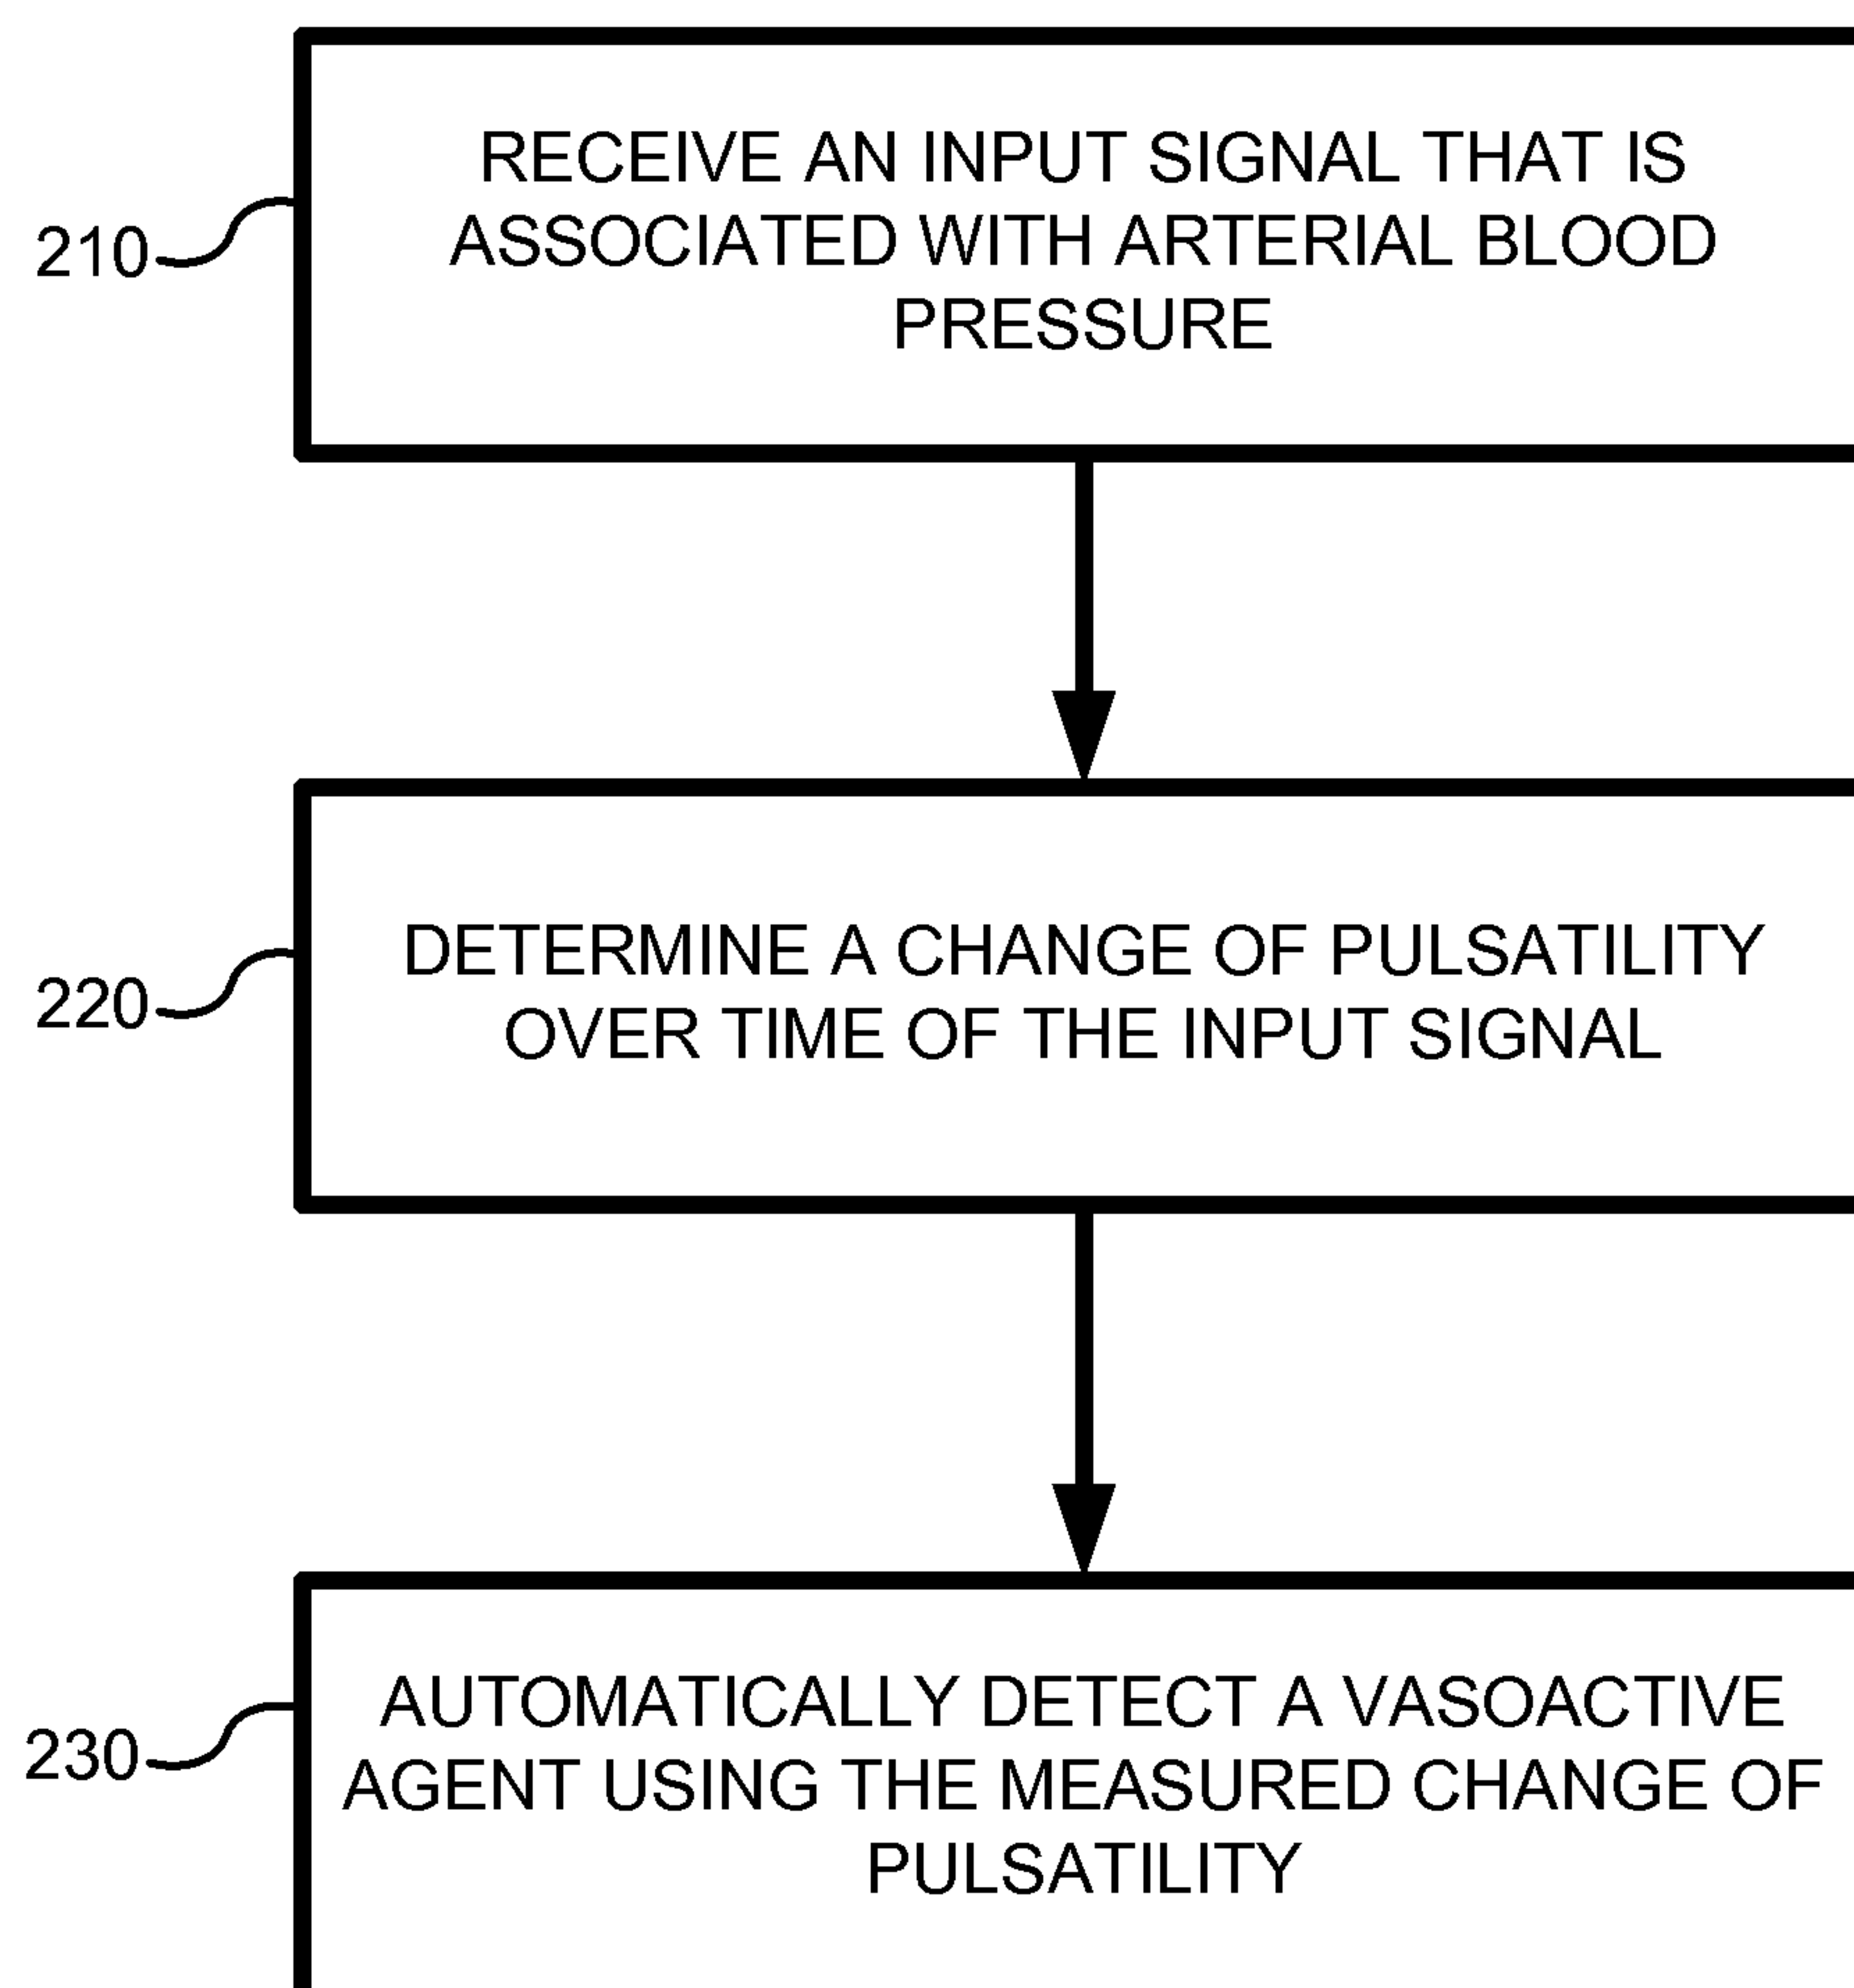 RECEIVE AN INPUT SIGNAL THAT IS
ASSOCIATED WITH ARTERIAL BLOOD
PRESSURE
210
DETERMINE A CHANGE OF PULSATILITY
OVER TIME OF THE INPUT SIGNAL
220
AUTOMATICALLY DETECT A VASOACTIVE
AGENT USING THE MEASURED CHANGE OF
PULSATILITY
230